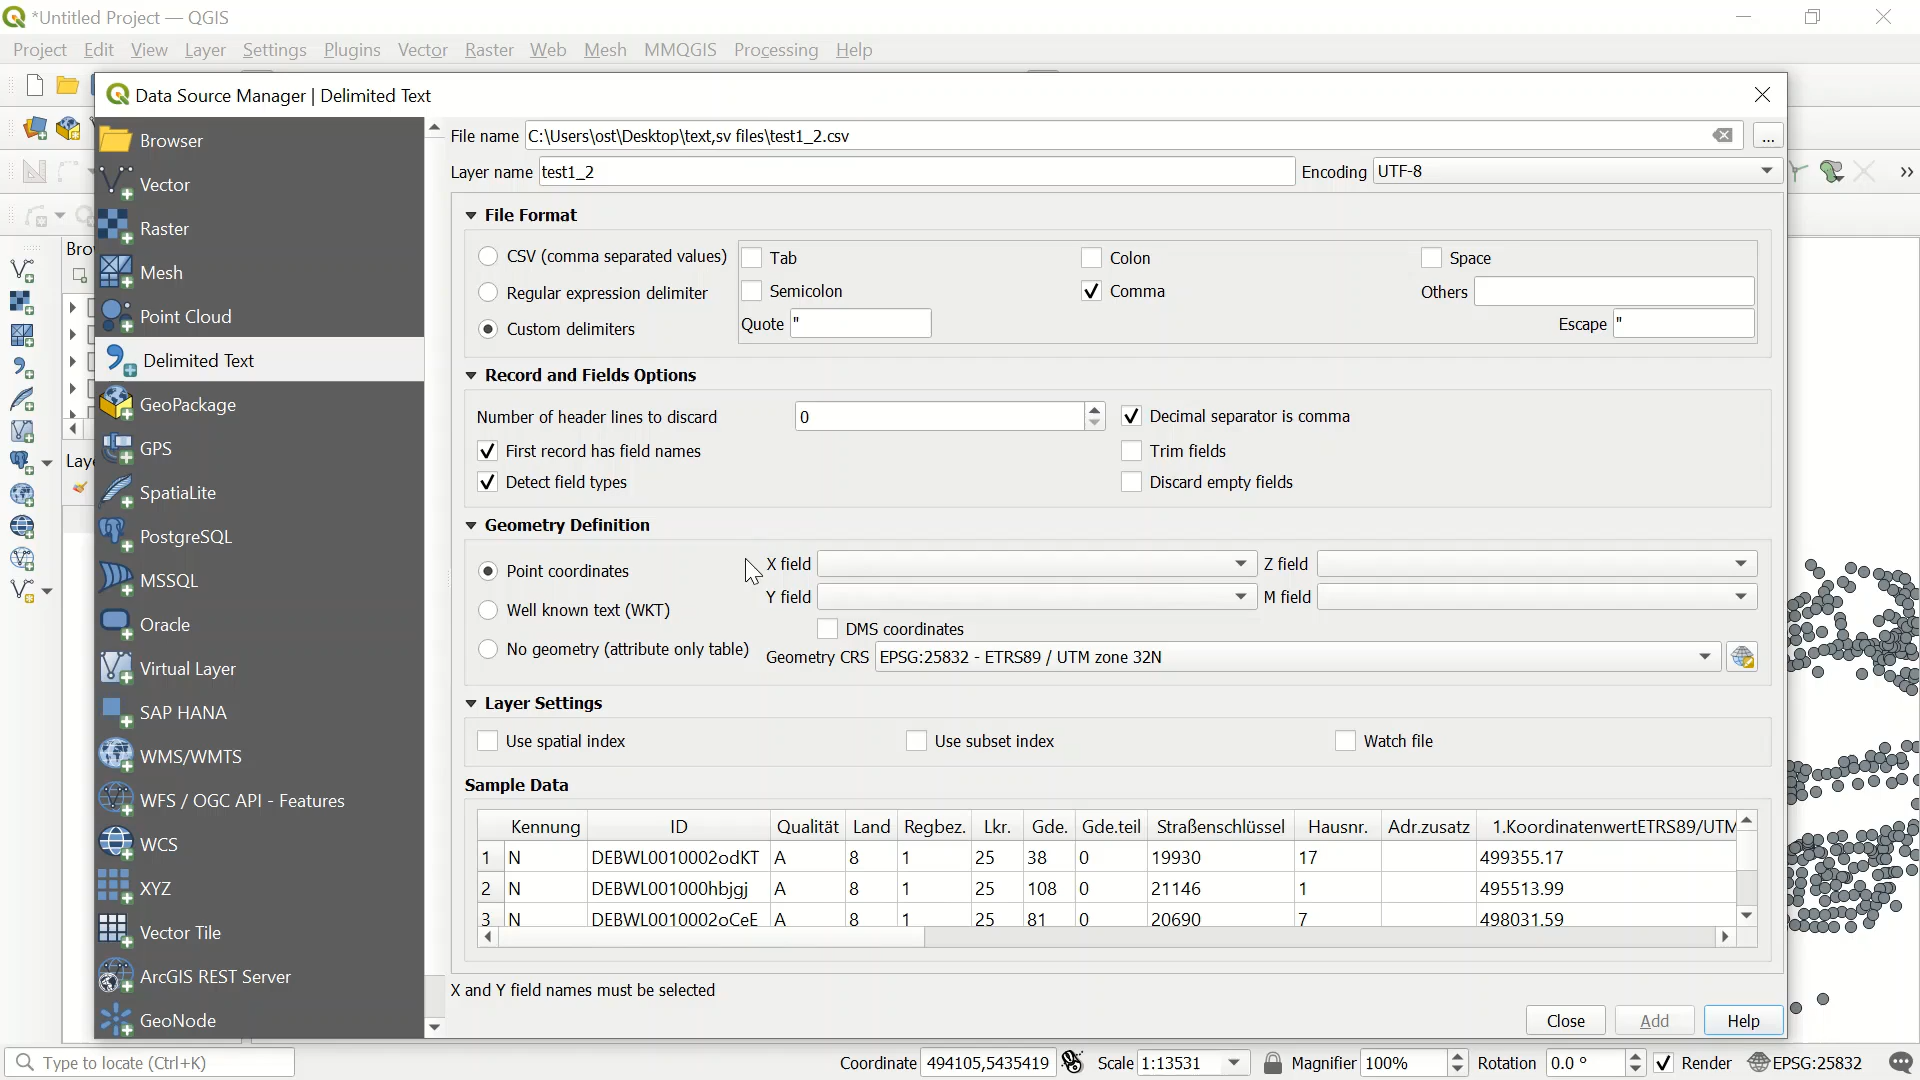 *Untitled Project — QGIS
Project Edit View Layer Settings Plugins Vector Raster Web Mesh MMQGIS Processing Help
Data Source Manager | Delimited Text
Browser
Vector
Raster
Mesh
Point Cloud
Delimited Text
GeoPackage
GPS
SpatiaLite
PostgreSQL
MSSQL
Oracle
Virtual Layer
SAP HANA
WMS/WMTS
WFS / OGC API - Features
WCS
XYZ
Vector Tile
ArcGIS REST Server
GeoNode
File name C:\Users\ost\Desktop\text,sv files\test1_2.csv ...
Layer name test1_2 Encoding UTF-8
File Format
CSV (comma separated values) Tab Colon Space
Regular expression delimiter Semicolon Comma Others
Custom delimiters Quote " Escape "
Record and Fields Options
Number of header lines to discard 0 Decimal separator is comma
First record has field names Trim fields
Detect field types Discard empty fields
Geometry Definition
Point coordinates X field Z field
Well known text (WKT) Y field M field
DMS coordinates
No geometry (attribute only table) Geometry CRS EPSG:25832 - ETRS89 / UTM zone 32N
Layer Settings
Use spatial index Use subset index Watch file
Sample Data
Kennung ID Qualität Land Regbez. Lkr. Gde. Gde.teil Straßenschlüssel Hausnr. Adr.zusatz 1.KoordinatenwertETRS89/UTM
1 N DEBWL0010002odKT A 8 1 25 38 0 19930 17 499355.17
2 N DEBWL001000hbjgj A 8 1 25 108 0 21146 1 495513.99
3 N DEBWL0010002oCeE A 8 1 25 81 0 20690 7 498031.59
X and Y field names must be selected
Close Add Help
Bro
Laye
Type to locate (Ctrl+K) Coordinate 494105,5435419 Scale 1:13531 Magnifier 100% Rotation 0.0 ° Render EPSG:25832